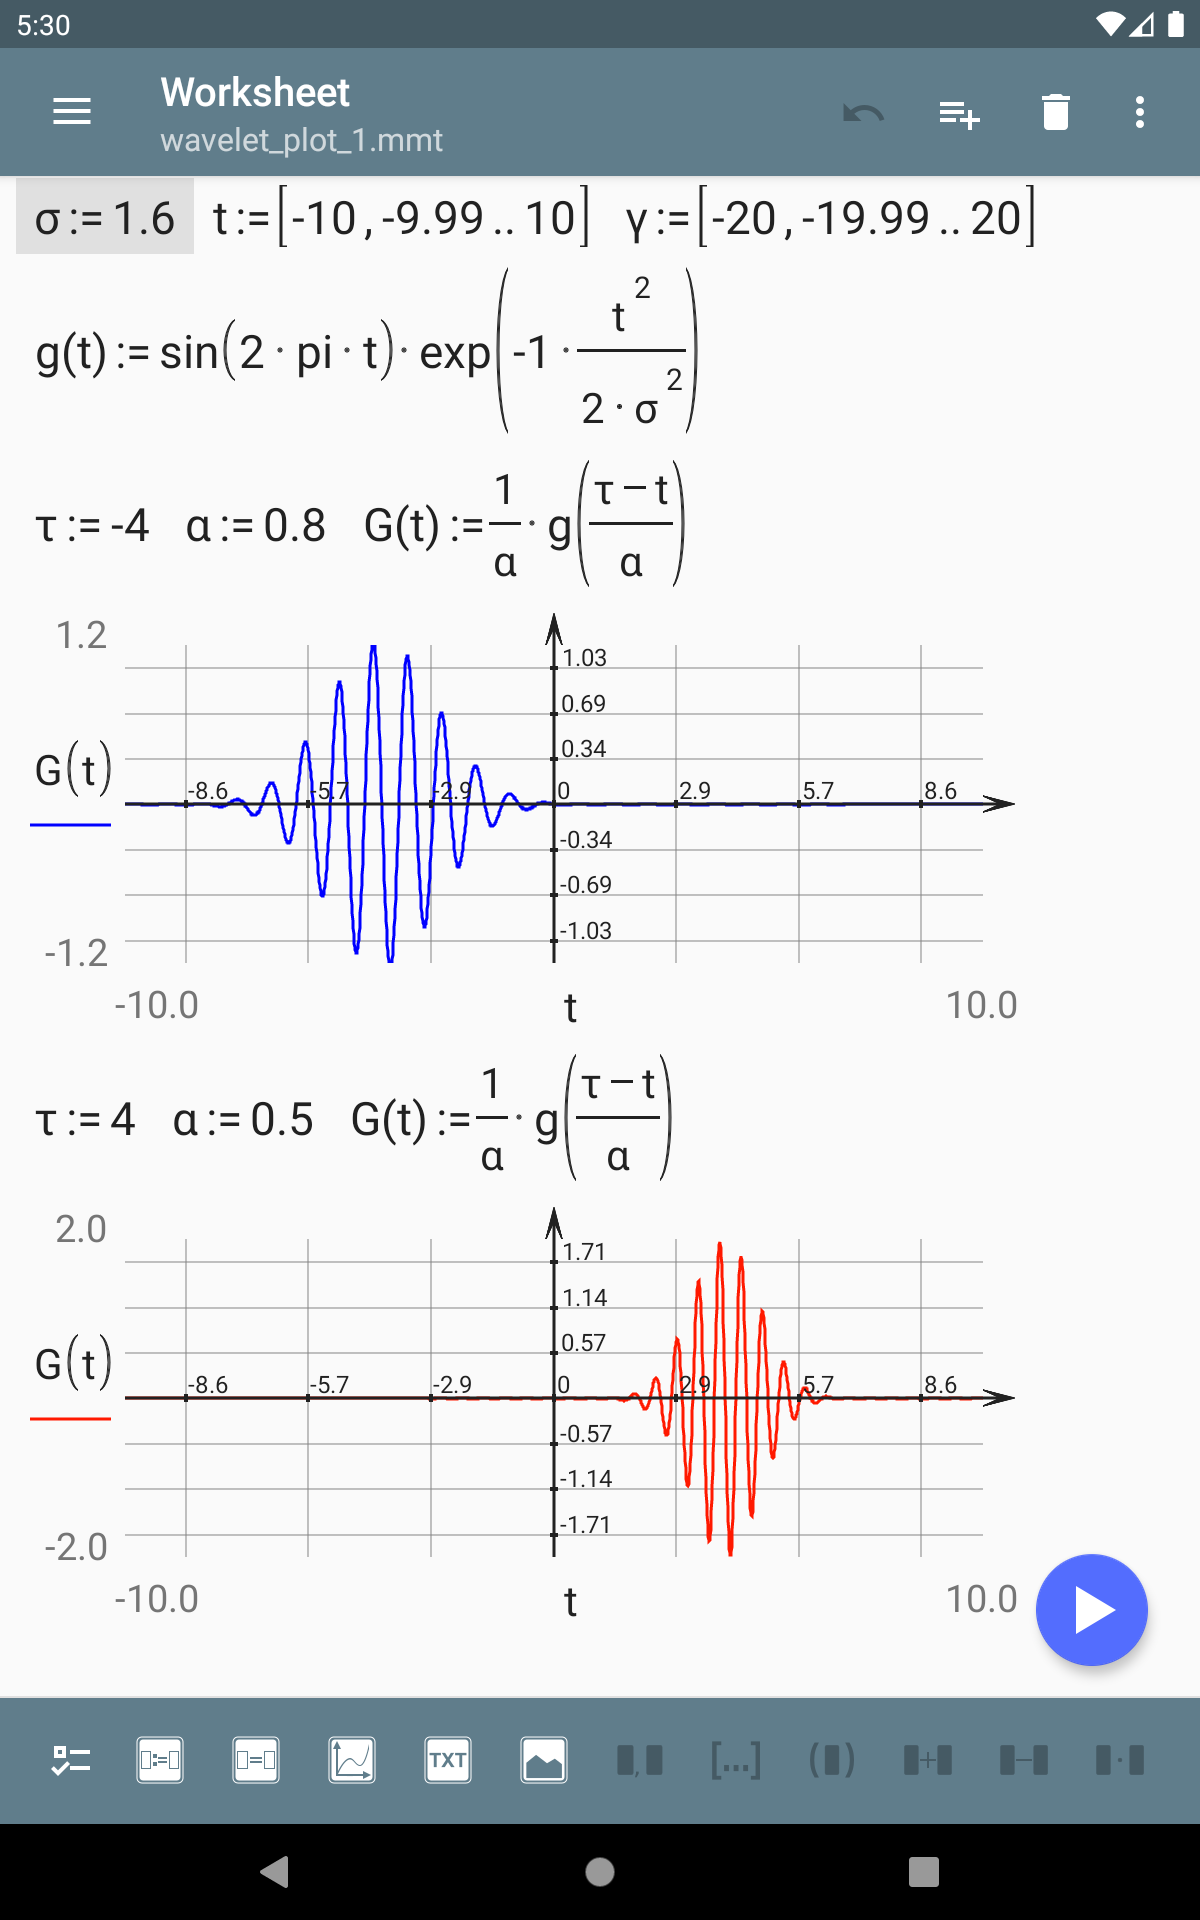 5:30
Worksheet
wavelet_plot_1.mmt
σ := 1.6 t := [-10 , -9.99 .. 10] γ := [-20 , -19.99 .. 20]
g(t) := sin(2 · pi · t) · exp(-1 · t^2 / 2 · σ^2)
τ := -4 α := 0.8 G(t) := 1/α · g(τ − t / α)
1.2
1.03
0.69
0.34
G(t)
-8.6 -5.7 -2.9 0 2.9 5.7 8.6
-0.34
-0.69
-1.03
-1.2
-10.0 t 10.0
τ := 4 α := 0.5 G(t) := 1/α · g(τ − t / α)
2.0
1.71
1.14
0.57
G(t)
-8.6 -5.7 -2.9 0 2.9 5.7 8.6
-0.57
-1.14
-1.71
-2.0
-10.0 t 10.0
:= = TXT , [...] ( ) + − ·